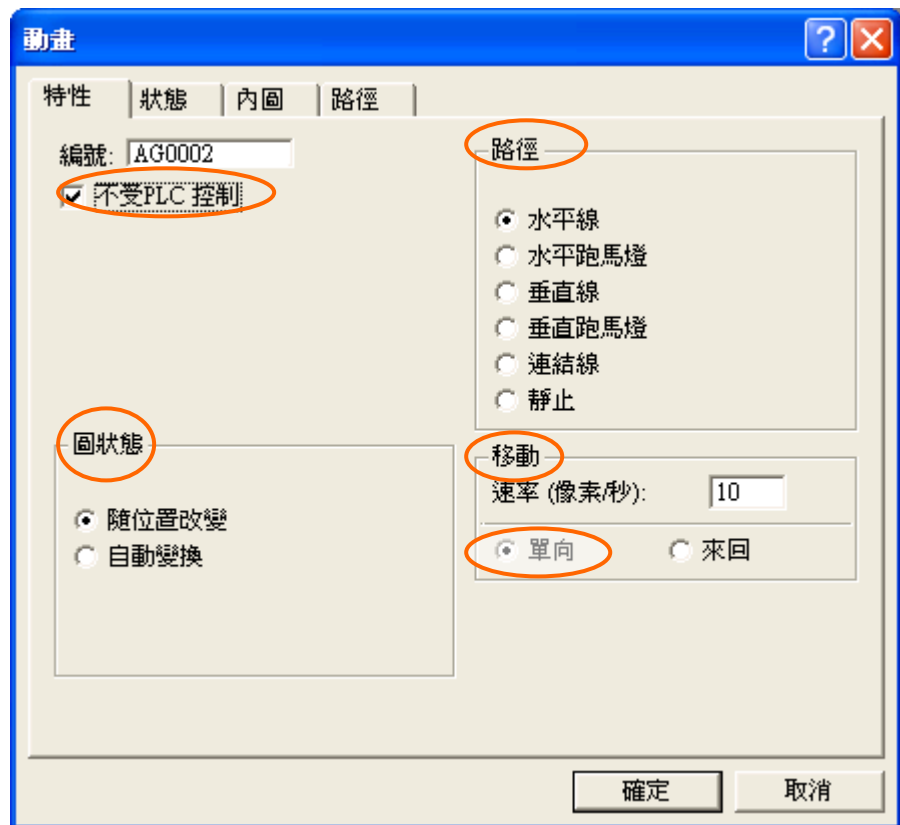 動畫
特性 狀態 內圖 路徑
編號: AG0002
不受PLC 控制
路徑
水平線
水平跑馬燈
垂直線
垂直跑馬燈
連結線
靜止
圖狀態
隨位置改變
自動變換
移動
速率 (像素/秒): 10
單向 來回
確定 取消